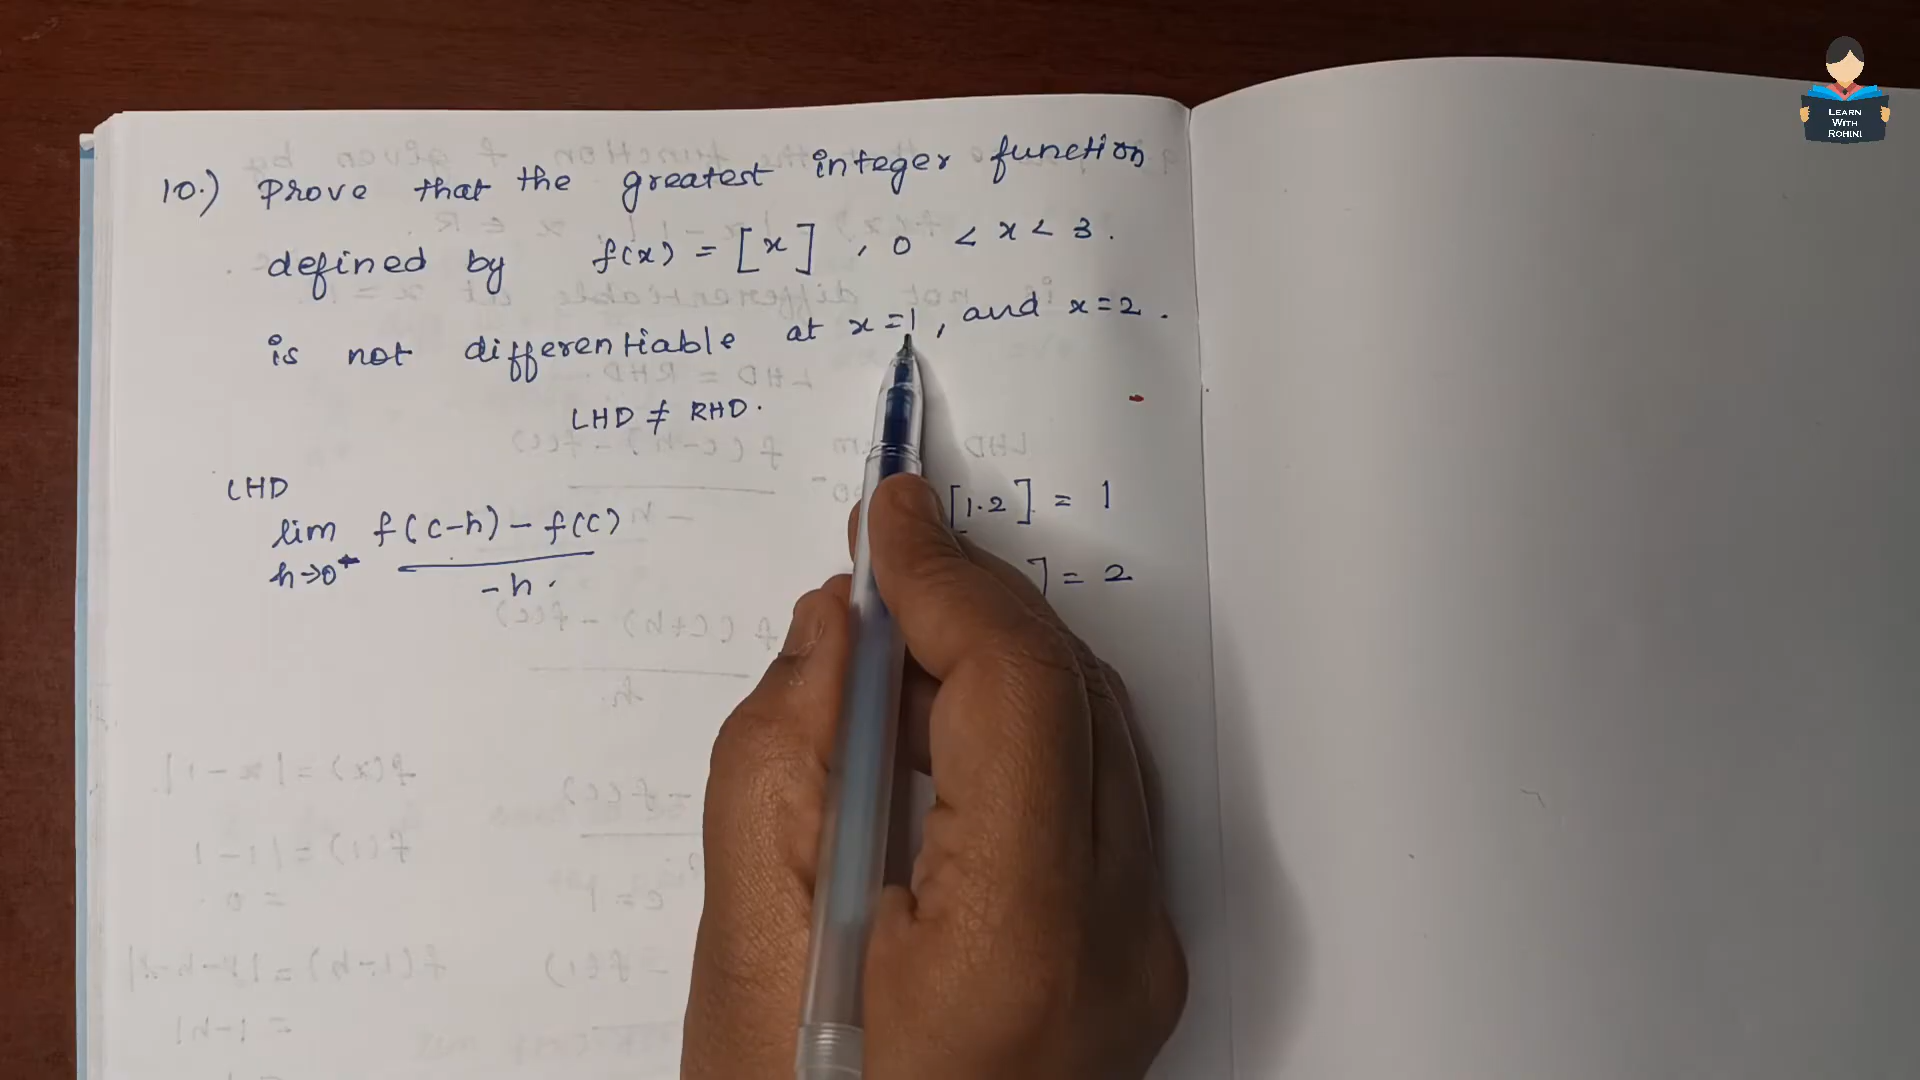 LEARN
WITH
ROHINI
10.) Prove that the greatest integer function
defined by f(x) = [x] , 0 < x < 3 .
is not differentiable at x = 1 , and x = 2 .
LHD ≠ RHD .
LHD
lim f(c-h) - f(c)
h→0
-h .
[1.2] = 1
] = 2